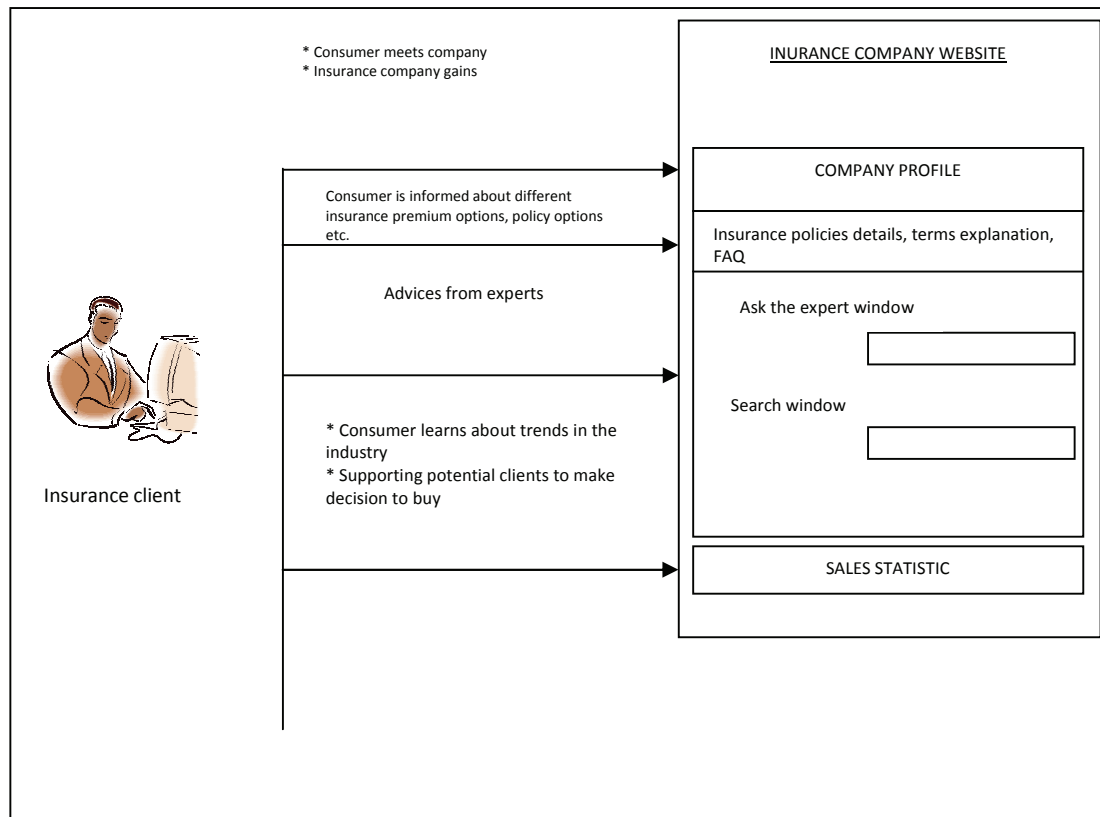 * Consumer meets company
* Insurance company gains
INURANCE COMPANY WEBSITE
COMPANY PROFILE
Consumer is informed about different
insurance premium options, policy options
etc.
Insurance policies details, terms explanation,
FAQ
Advices from experts
Ask the expert window
Search window
* Consumer learns about trends in the
industry
* Supporting potential clients to make
decision to buy
Insurance client
SALES STATISTIC